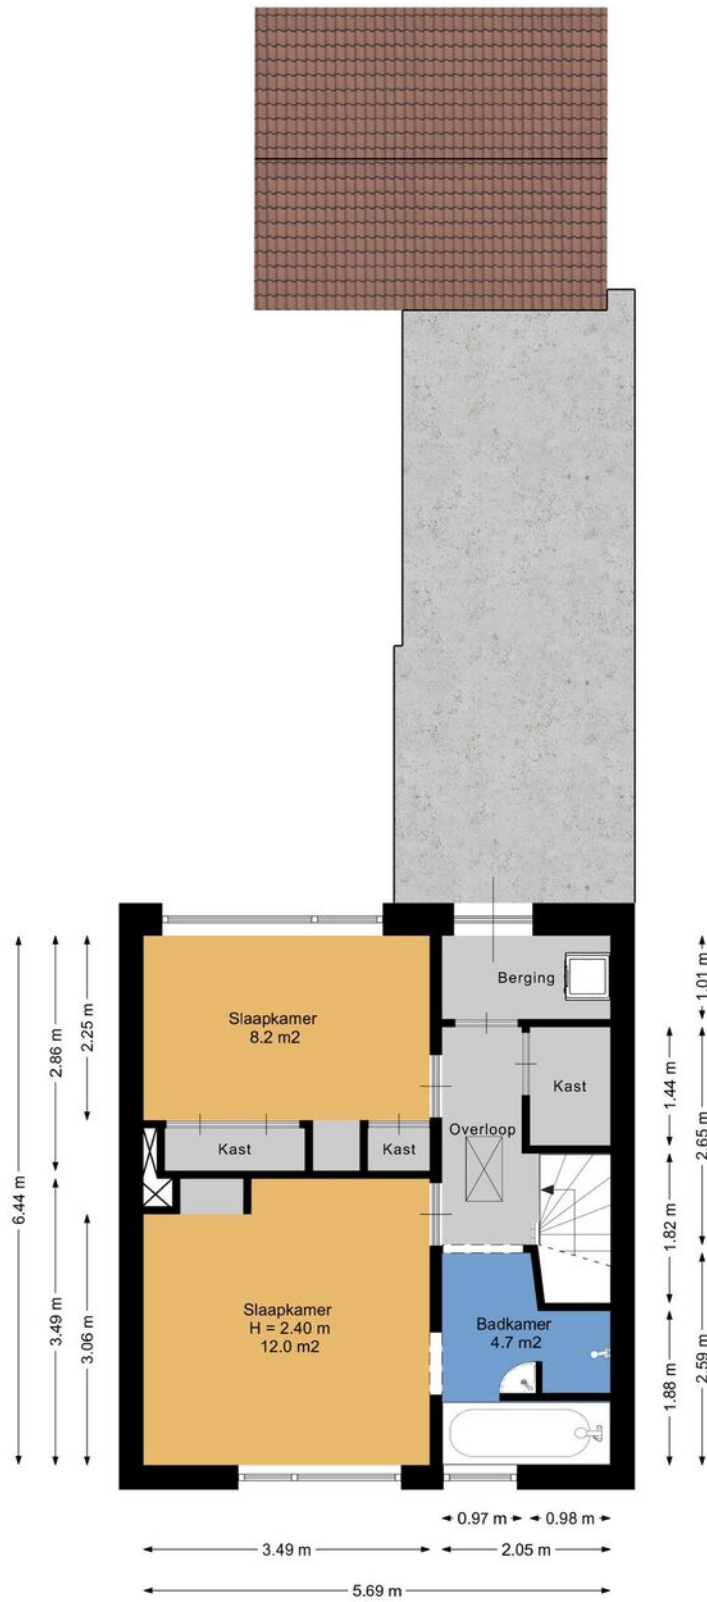 Berging
Slaapkamer
8.2 m2
Kast
Overloop
Kast
Kast
Slaapkamer
H = 2.40 m
12.0 m2
Badkamer
4.7 m2
6.44 m
2.86 m
2.25 m
3.49 m
3.06 m
1.01 m
1.44 m
2.65 m
1.82 m
1.88 m
2.59 m
0.97 m
0.98 m
3.49 m
2.05 m
5.69 m